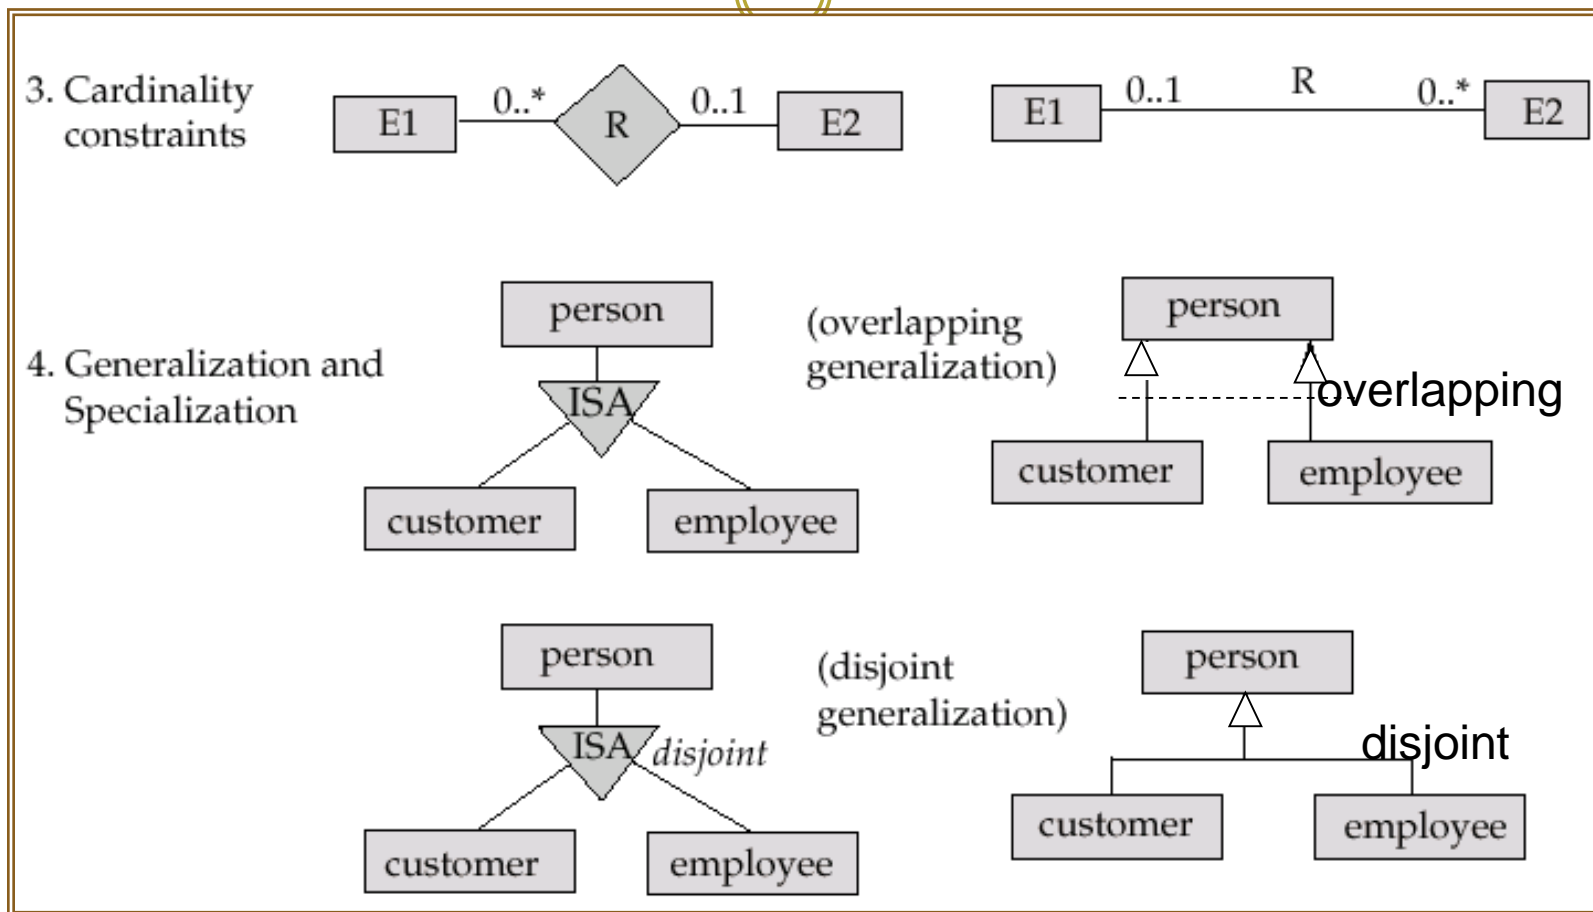 3. Cardinality
constraints
E1 0..* R 0..1 E2
E1 0..1 R 0..* E2
4. Generalization and
Specialization
person
ISA
customer employee
(overlapping
generalization)
person
overlapping
customer employee
person
ISA disjoint
customer employee
(disjoint
generalization)
person
disjoint
customer employee